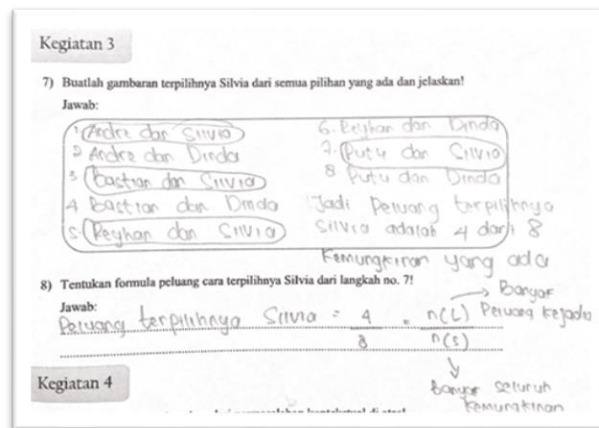 Kegiatan 3
7) Buatlah gambaran terpilihnya Silvia dari semua pilihan yang ada dan jelaskan!
Jawab:
1 Andre dan Silvia
2 Andre dan Dinda
3 Bastian dan Silvia
4 Bastian dan Dinda
5. Reyhan dan Silvia
6. Reyhan dan Dinda
7. Putu dan Silvia
8 Putu dan Dinda
Jadi Peluang terpilihnya
Silvia adalah 4 dari 8
Kemungkinan yang ada
8) Tentukan formula peluang cara terpilihnya Silvia dari langkah no. 7!
Jawab:
Peluang terpilihnya Silvia = 4/8 = n(L)/n(S)
→ Banyak
Peluang kejadia
↓
Banyak seluruh
Kemungkinan
Kegiatan 4